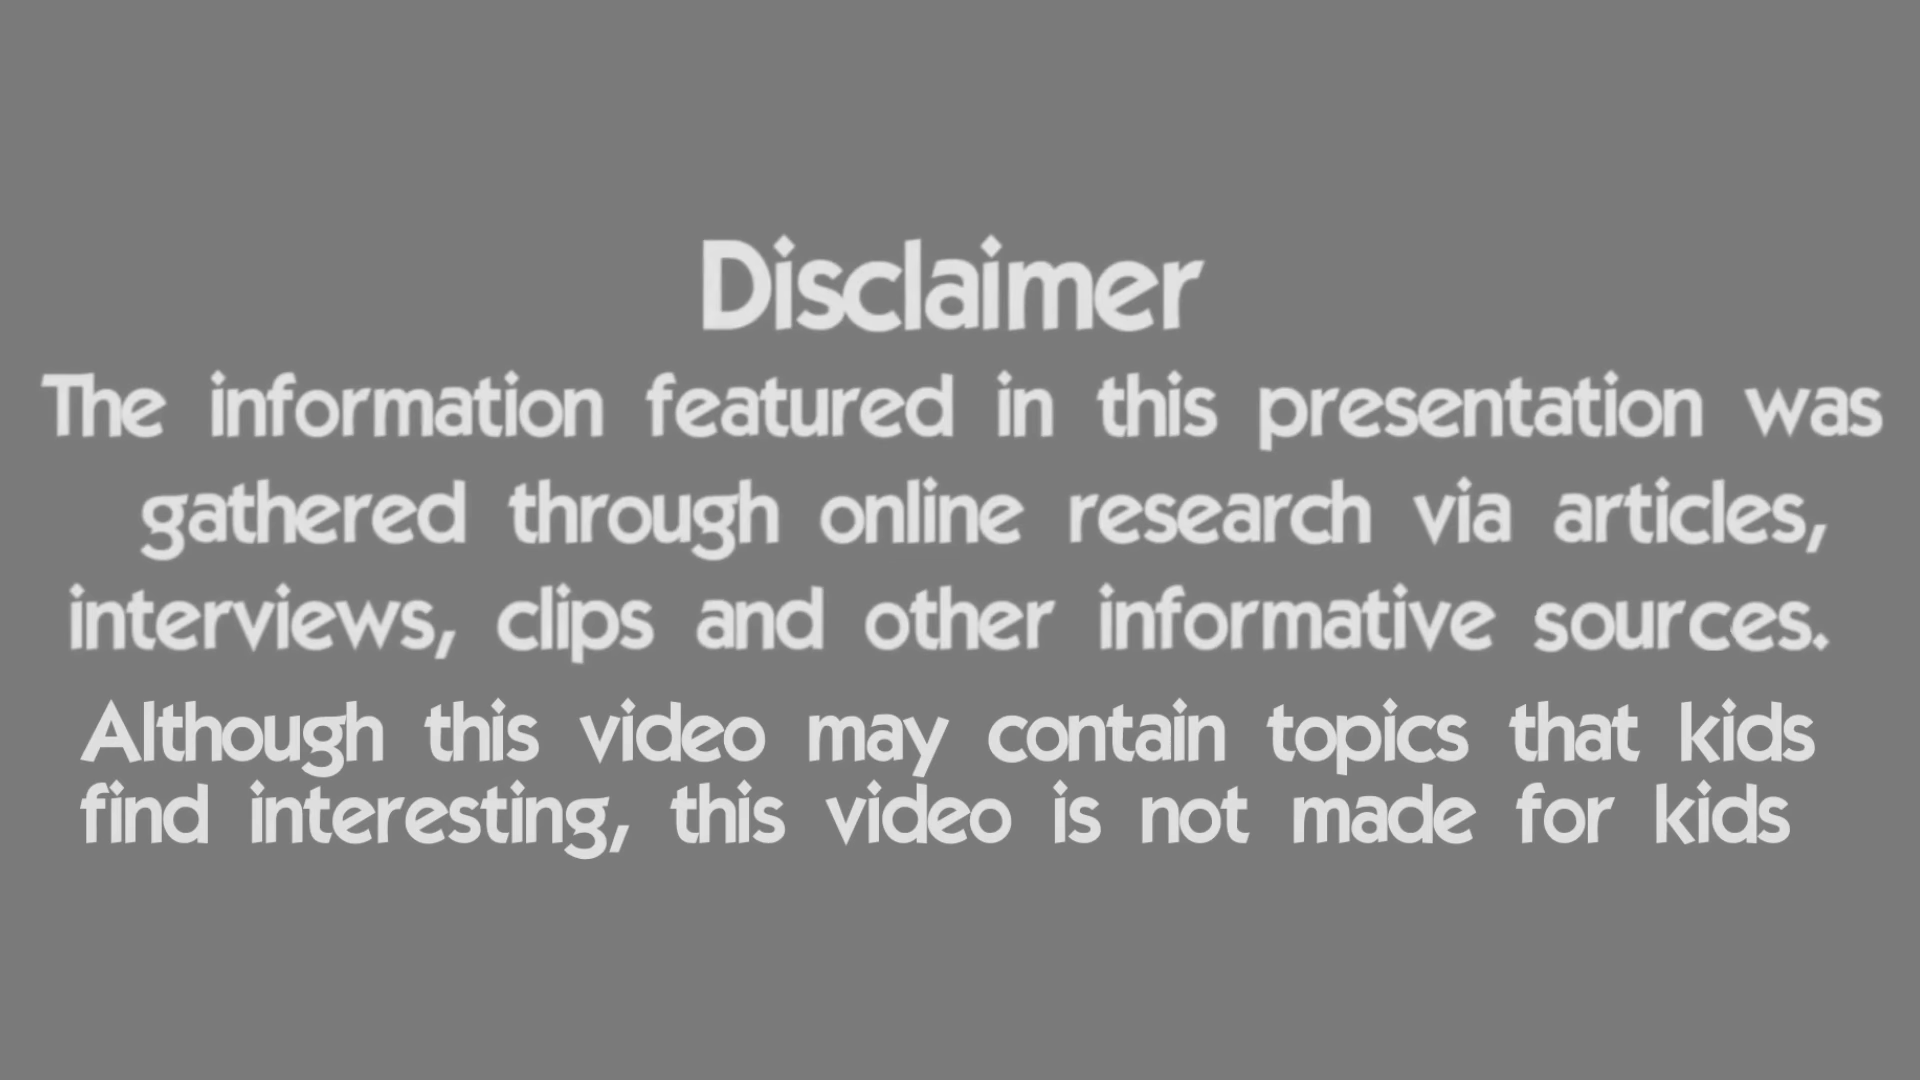 Disclaimer
The information featured in this presentation was
gathered through online research via articles,
interviews, clips and other informative sources.
Although this video may contain topics that kids
find interesting, this video is not made for kids